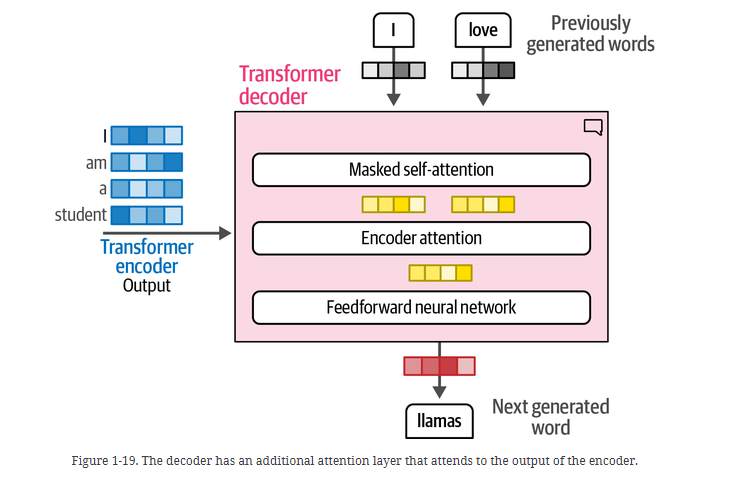 I
love
Previously
generated words
Transformer
decoder
I
am
a
student
Transformer
encoder
Output
Masked self-attention
Encoder attention
Feedforward neural network
llamas
Next generated
word
Figure 1-19. The decoder has an additional attention layer that attends to the output of the encoder.